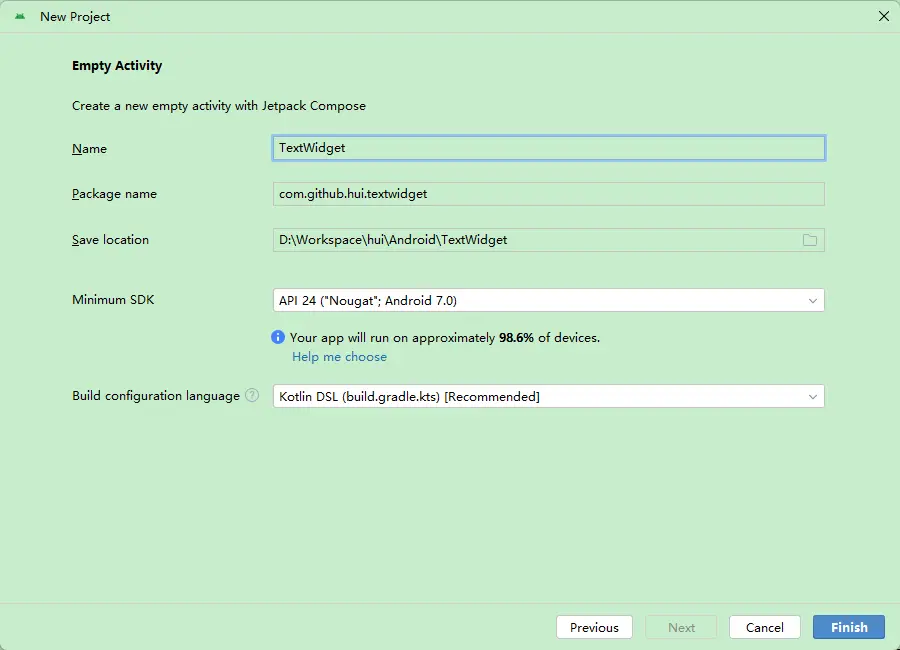 New Project
Empty Activity
Create a new empty activity with Jetpack Compose
Name TextWidget
Package name com.github.hui.textwidget
Save location D:\Workspace\hui\Android\TextWidget
Minimum SDK API 24 ("Nougat"; Android 7.0)
i Your app will run on approximately 98.6% of devices.
Help me choose
Build configuration language ? Kotlin DSL (build.gradle.kts) [Recommended]
Previous Next Cancel Finish